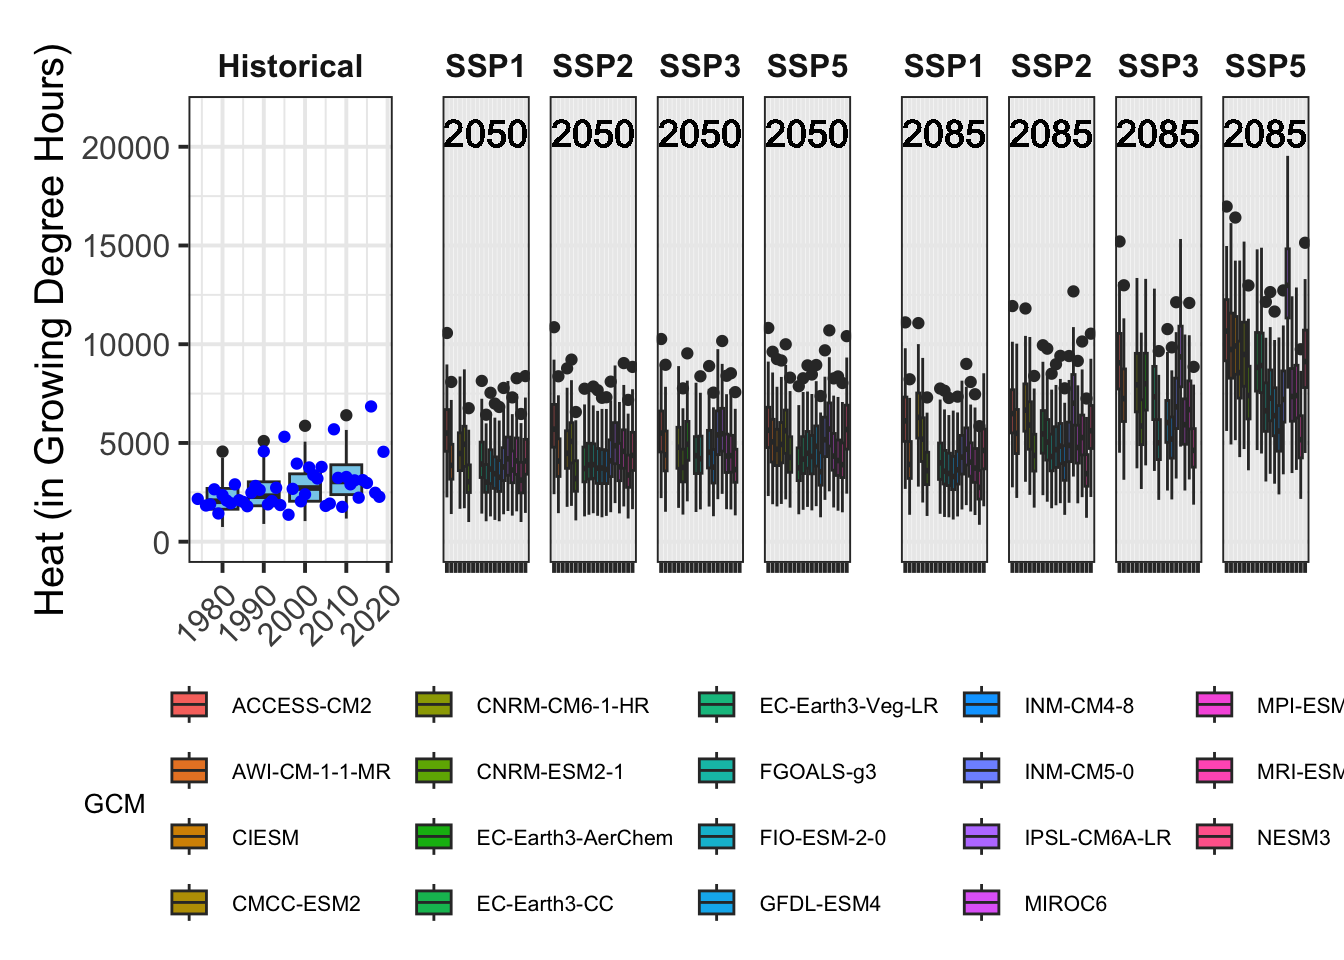 Historical SSP1 SSP2 SSP3 SSP5 SSP1 SSP2 SSP3 SSP5
2050 2050 2050 2050 2085 2085 2085 2085
Heat (in Growing Degree Hours)
20000
15000
10000
5000
0
1980 1990 2000 2010 2020
GCM
ACCESS-CM2 CNRM-CM6-1-HR EC-Earth3-Veg-LR INM-CM4-8 MPI-ESM
AWI-CM-1-1-MR CNRM-ESM2-1 FGOALS-g3 INM-CM5-0 MRI-ESM
CIESM EC-Earth3-AerChem FIO-ESM-2-0 IPSL-CM6A-LR NESM3
CMCC-ESM2 EC-Earth3-CC GFDL-ESM4 MIROC6